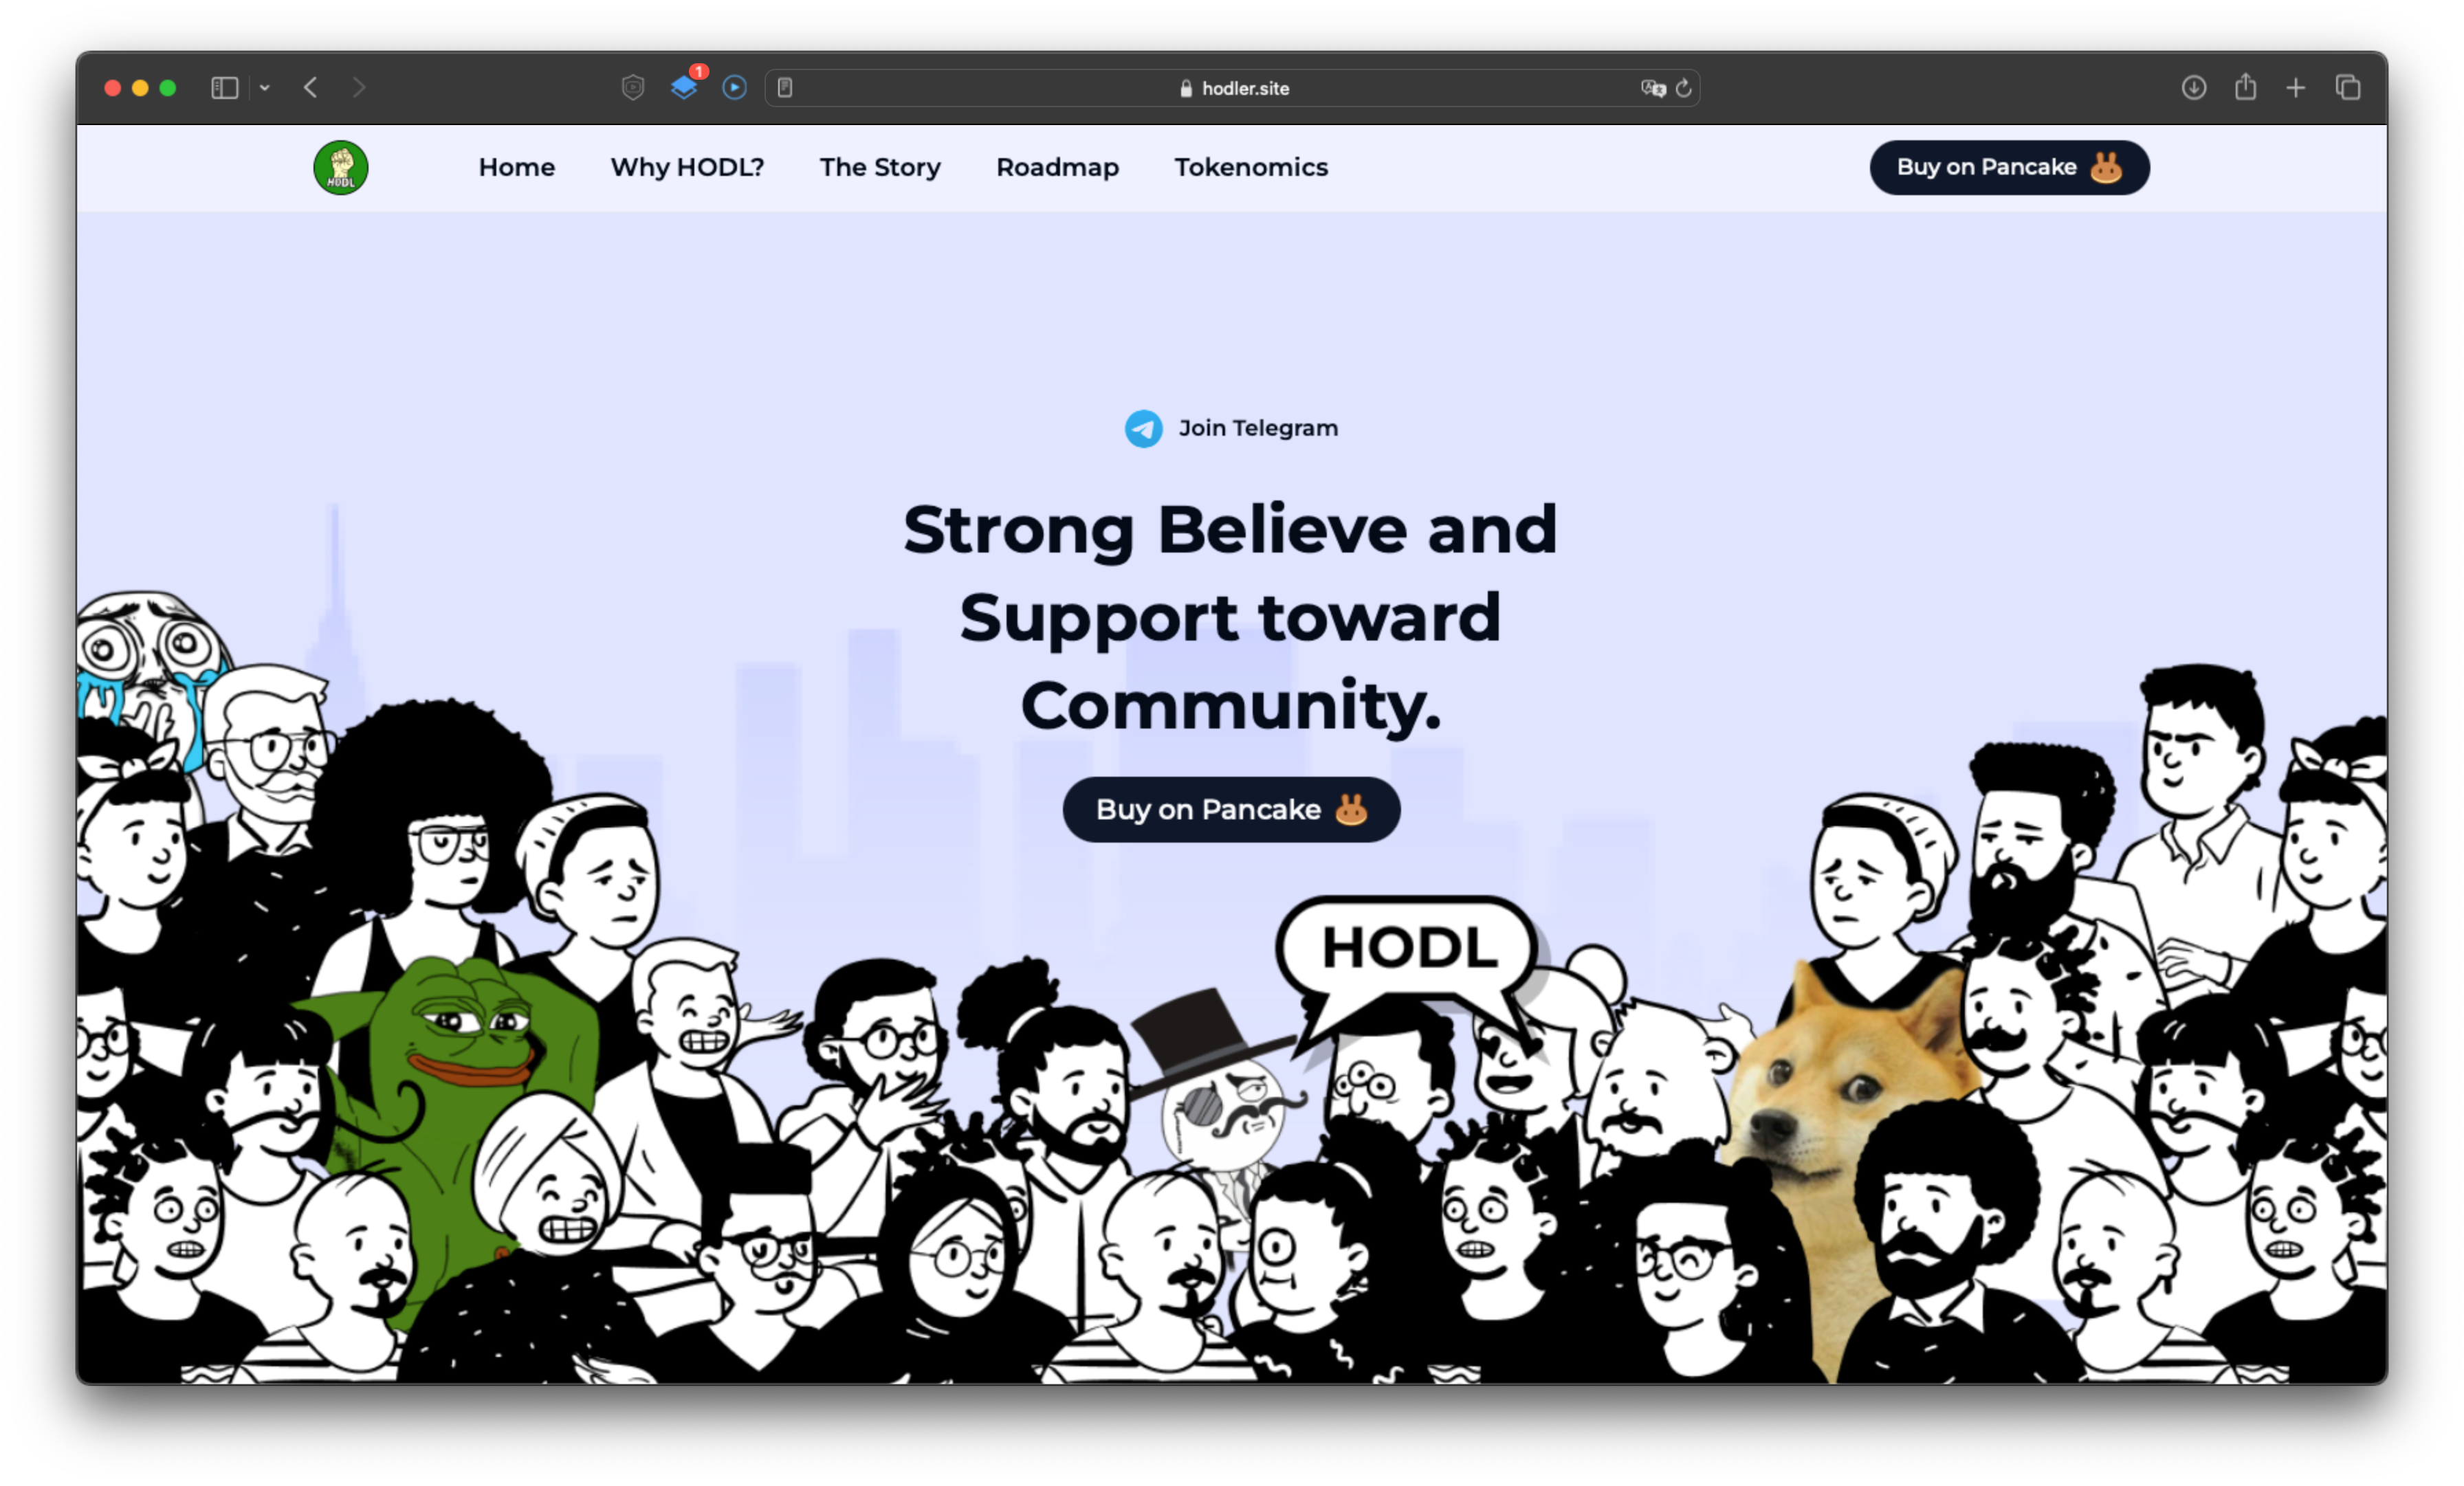 1
hodler.site
HODL
Home
Why HODL?
The Story
Roadmap
Tokenomics
Buy on Pancake
Join Telegram
Strong Believe and
Support toward
Community.
Buy on Pancake
HODL